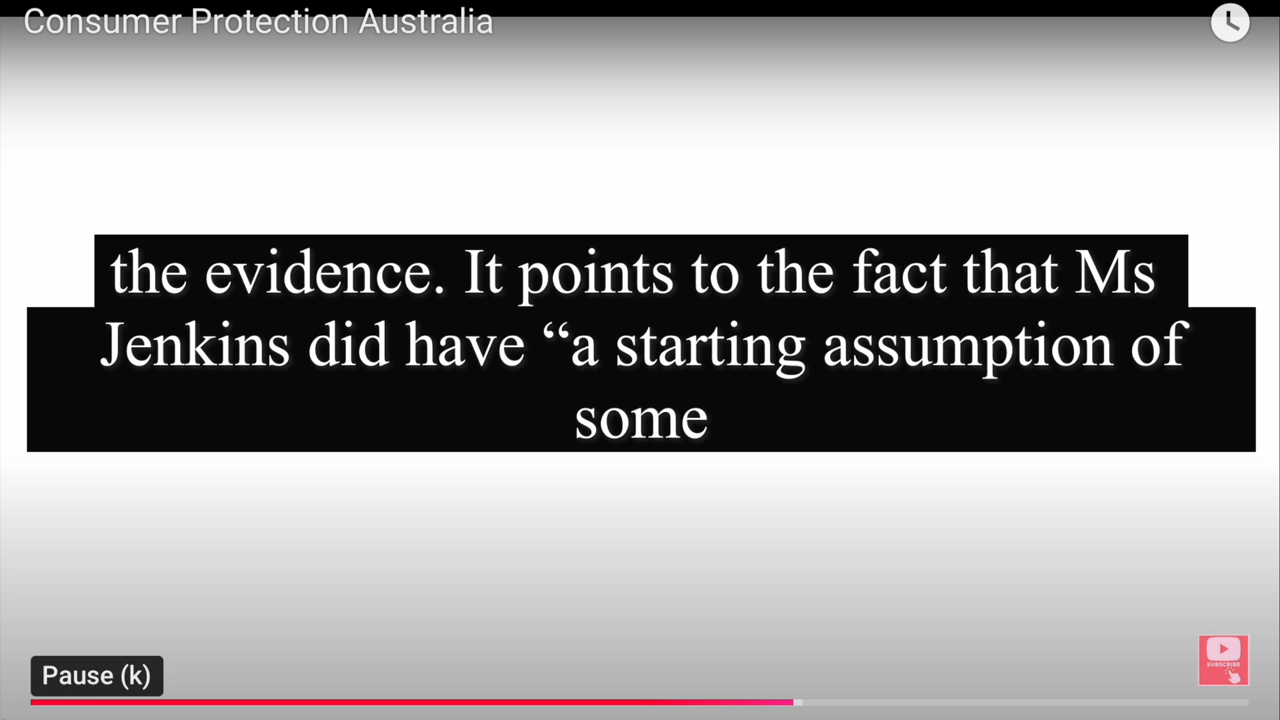 Consumer Protection Australia
the evidence. It points to the fact that Ms
Jenkins did have “a starting assumption of
some
SUBSCRIBE
Pause (k)